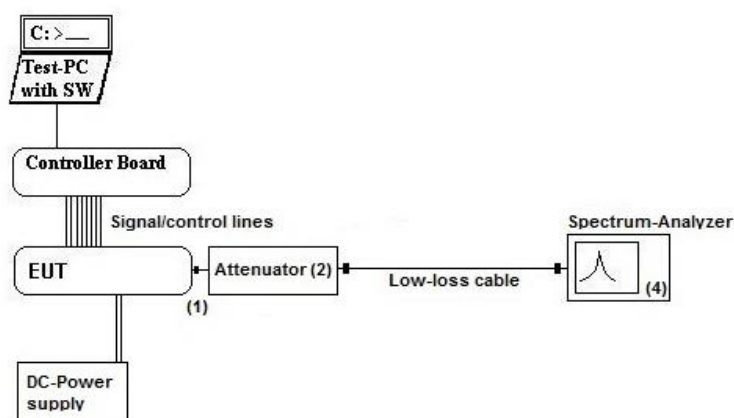 C:>__
Test-PC
with SW
Controller Board
Signal/control lines
Spectrum-Analyzer
EUT
Attenuator (2)
Low-loss cable
(4)
(1)
DC-Power
supply